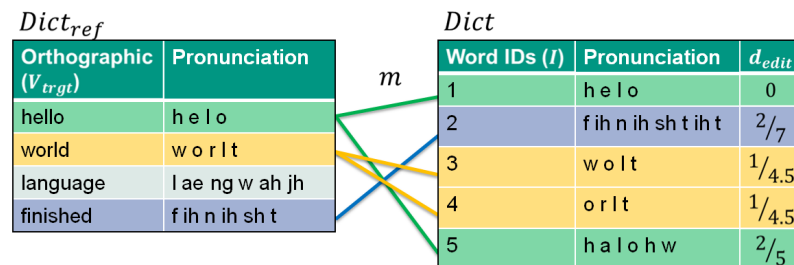 Dict_ref
Dict
m
Orthographic (V_trgt) Pronunciation
hello h e l o
world w o r l t
language l ae ng w ah jh
finished f ih n ih sh t
Word IDs (I) Pronunciation d_edit
1 h e l o 0
2 f ih n ih sh t ih t 2/7
3 w o l t 1/4.5
4 o r l t 1/4.5
5 h a l o h w 2/5